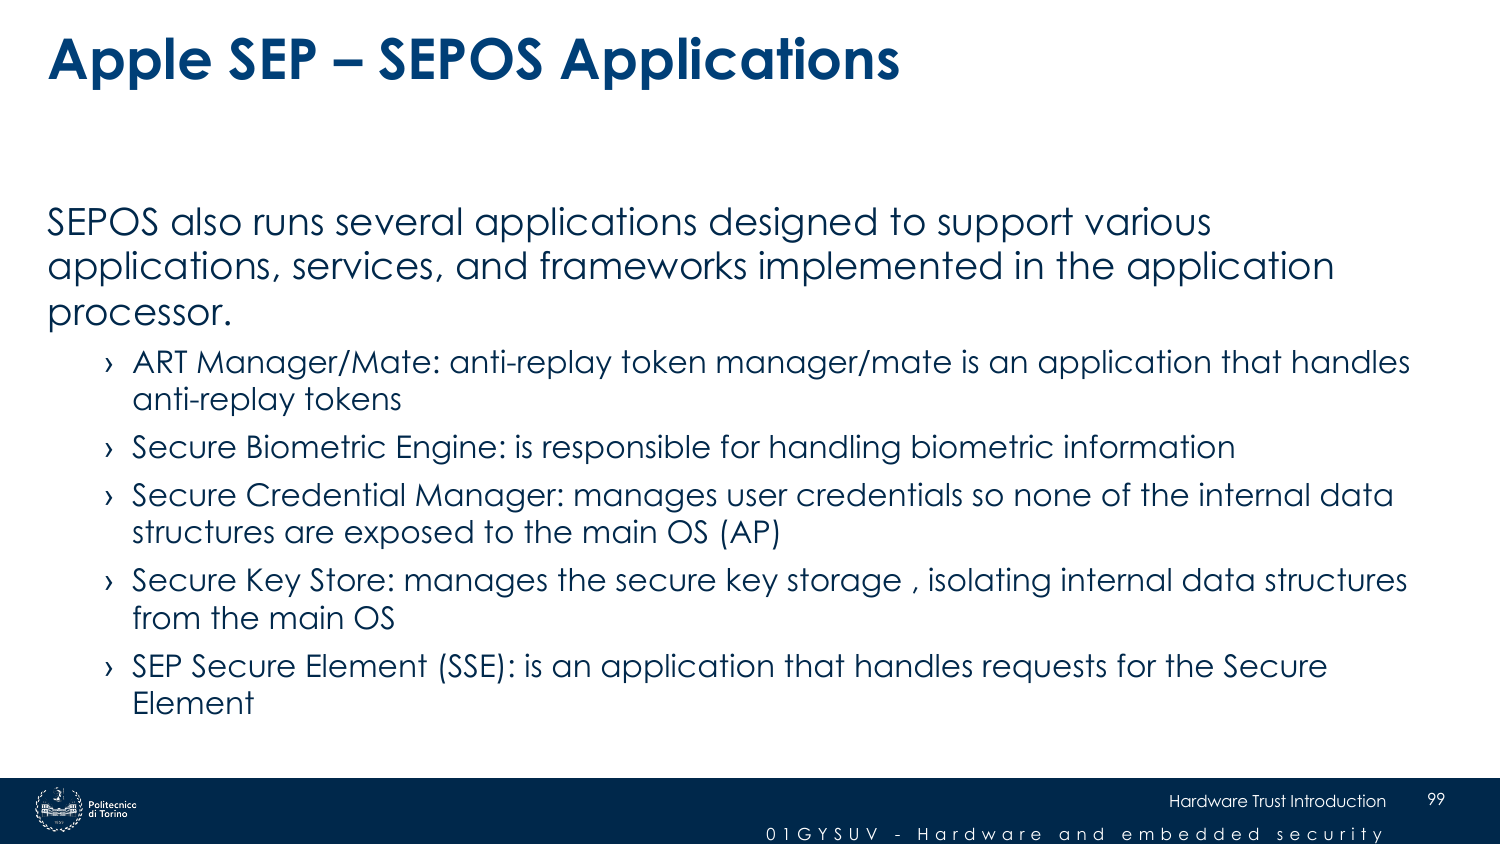 Apple SEP – SEPOS Applications
SEPOS also runs several applications designed to support various
applications, services, and frameworks implemented in the application
processor.
› ART Manager/Mate: anti-replay token manager/mate is an application that handles
anti-replay tokens
› Secure Biometric Engine: is responsible for handling biometric information
› Secure Credential Manager: manages user credentials so none of the internal data
structures are exposed to the main OS (AP)
› Secure Key Store: manages the secure key storage , isolating internal data structures
from the main OS
› SEP Secure Element (SSE): is an application that handles requests for the Secure
Element
Politecnico
di Torino
Hardware Trust Introduction
99
01GYSUV - Hardware and embedded security